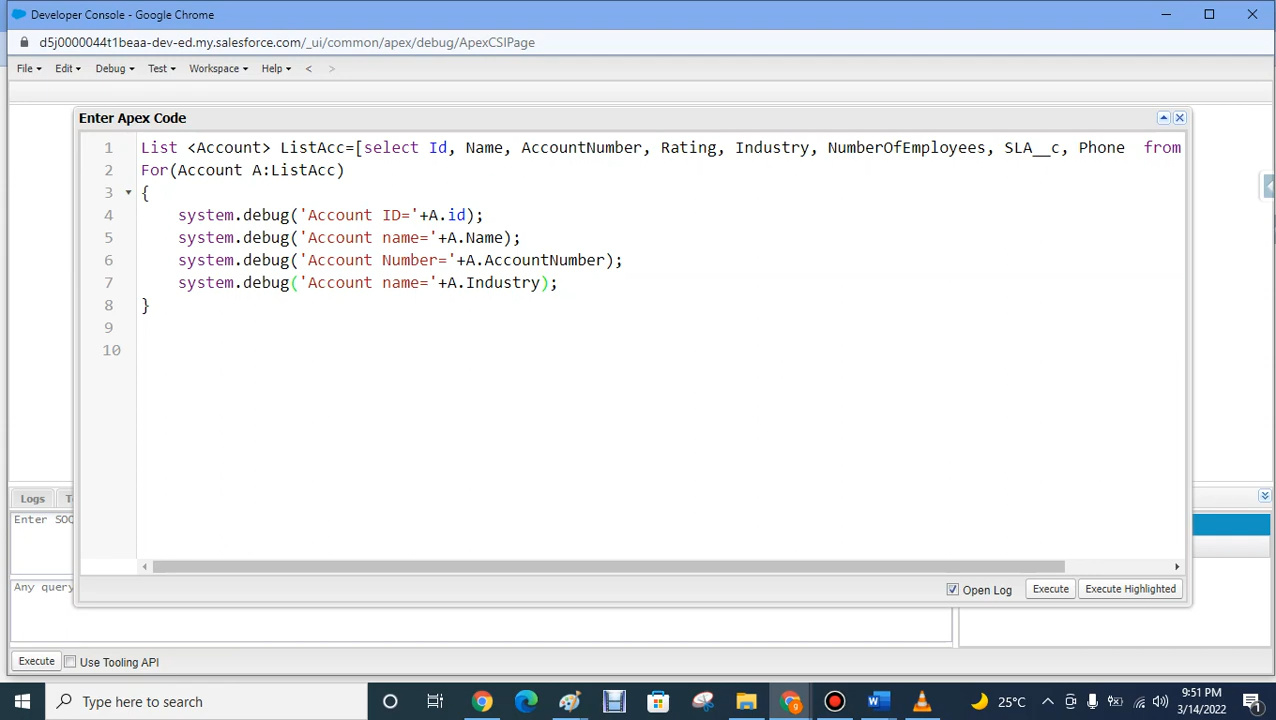 Developer Console - Google Chrome
d5j0000044t1beaa-dev-ed.my.salesforce.com/_ui/common/apex/debug/ApexCSIPage
File Edit Debug Test Workspace Help < >
Enter Apex Code
1 List <Account> ListAcc=[select Id, Name, AccountNumber, Rating, Industry, NumberOfEmployees, SLA__c, Phone from
2 For(Account A:ListAcc)
3 {
4 system.debug('Account ID='+A.id);
5 system.debug('Account name='+A.Name);
6 system.debug('Account Number='+A.AccountNumber);
7 system.debug('Account name='+A.Industry);
8 }
9
10
Logs
Enter SOQ
Any query
Open Log Execute Execute Highlighted
Execute Use Tooling API
Type here to search
9
25°C
9:51 PM
3/14/2022
1